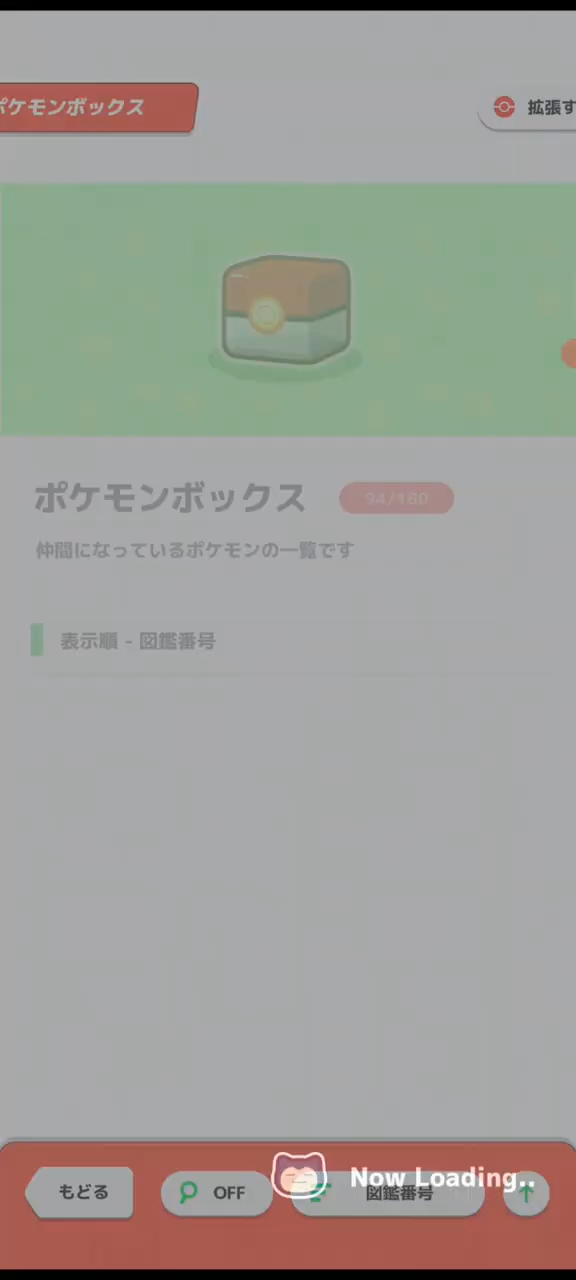 ポケモンボックス
拡張す
ポケモンボックス 94/160
仲間になっているポケモンの一覧です
表示順 - 図鑑番号
もどる
OFF
図鑑番号
Now Loading..